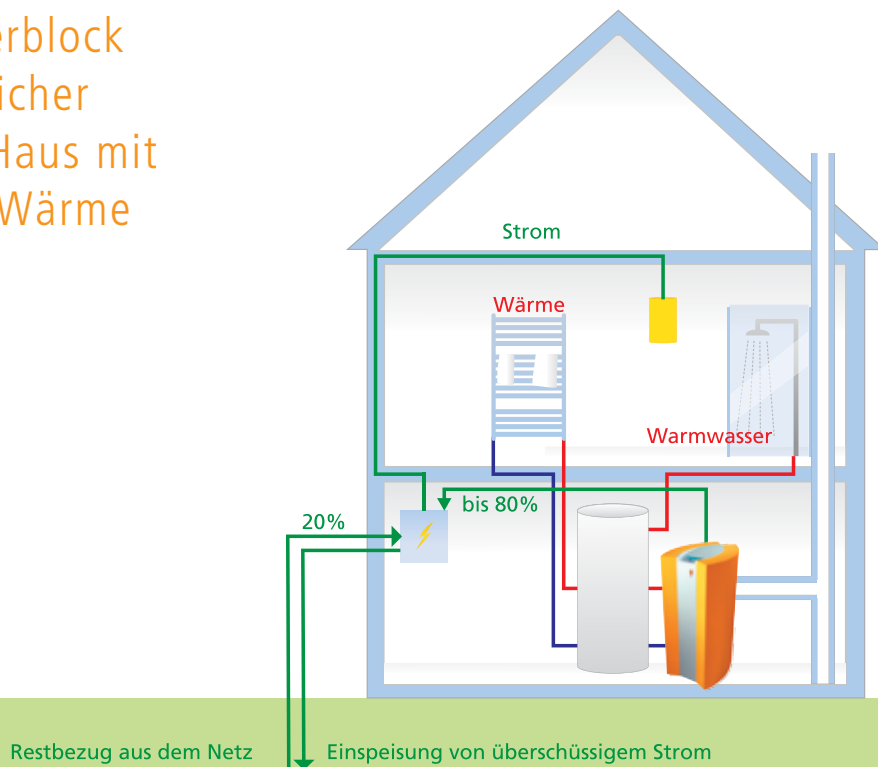 erblock
icher
Haus mit
Wärme
Strom
Wärme
Warmwasser
bis 80%
20%
Restbezug aus dem Netz
Einspeisung von überschüssigem Strom